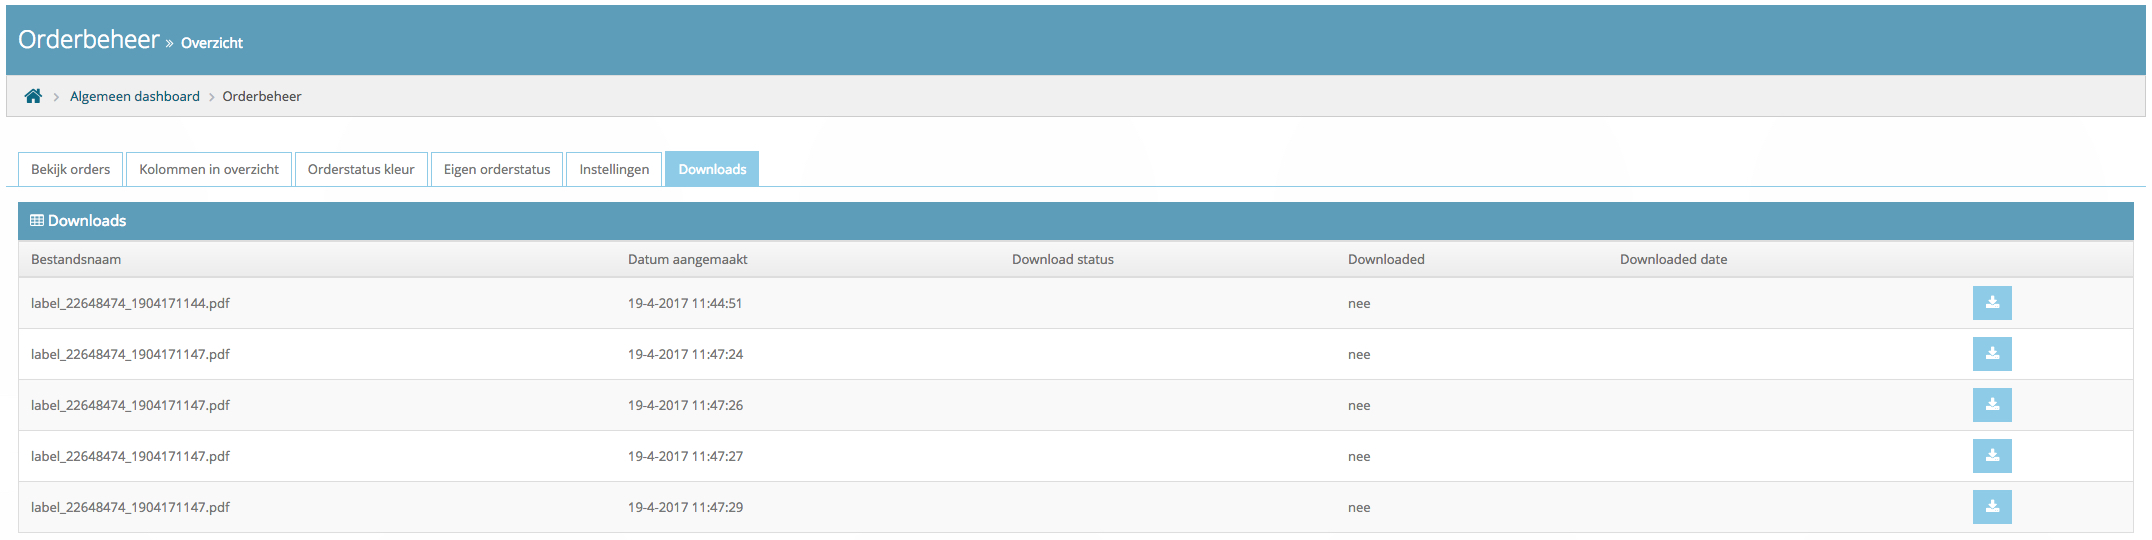 Orderbeheer » Overzicht
Algemeen dashboard > Orderbeheer
Bekijk orders Kolommen in overzicht Orderstatus kleur Eigen orderstatus Instellingen Downloads
Downloads
Bestandsnaam Datum aangemaakt Download status Downloaded Downloaded date
label_22648474_1904171144.pdf 19-4-2017 11:44:51 nee
label_22648474_1904171147.pdf 19-4-2017 11:47:24 nee
label_22648474_1904171147.pdf 19-4-2017 11:47:26 nee
label_22648474_1904171147.pdf 19-4-2017 11:47:27 nee
label_22648474_1904171147.pdf 19-4-2017 11:47:29 nee